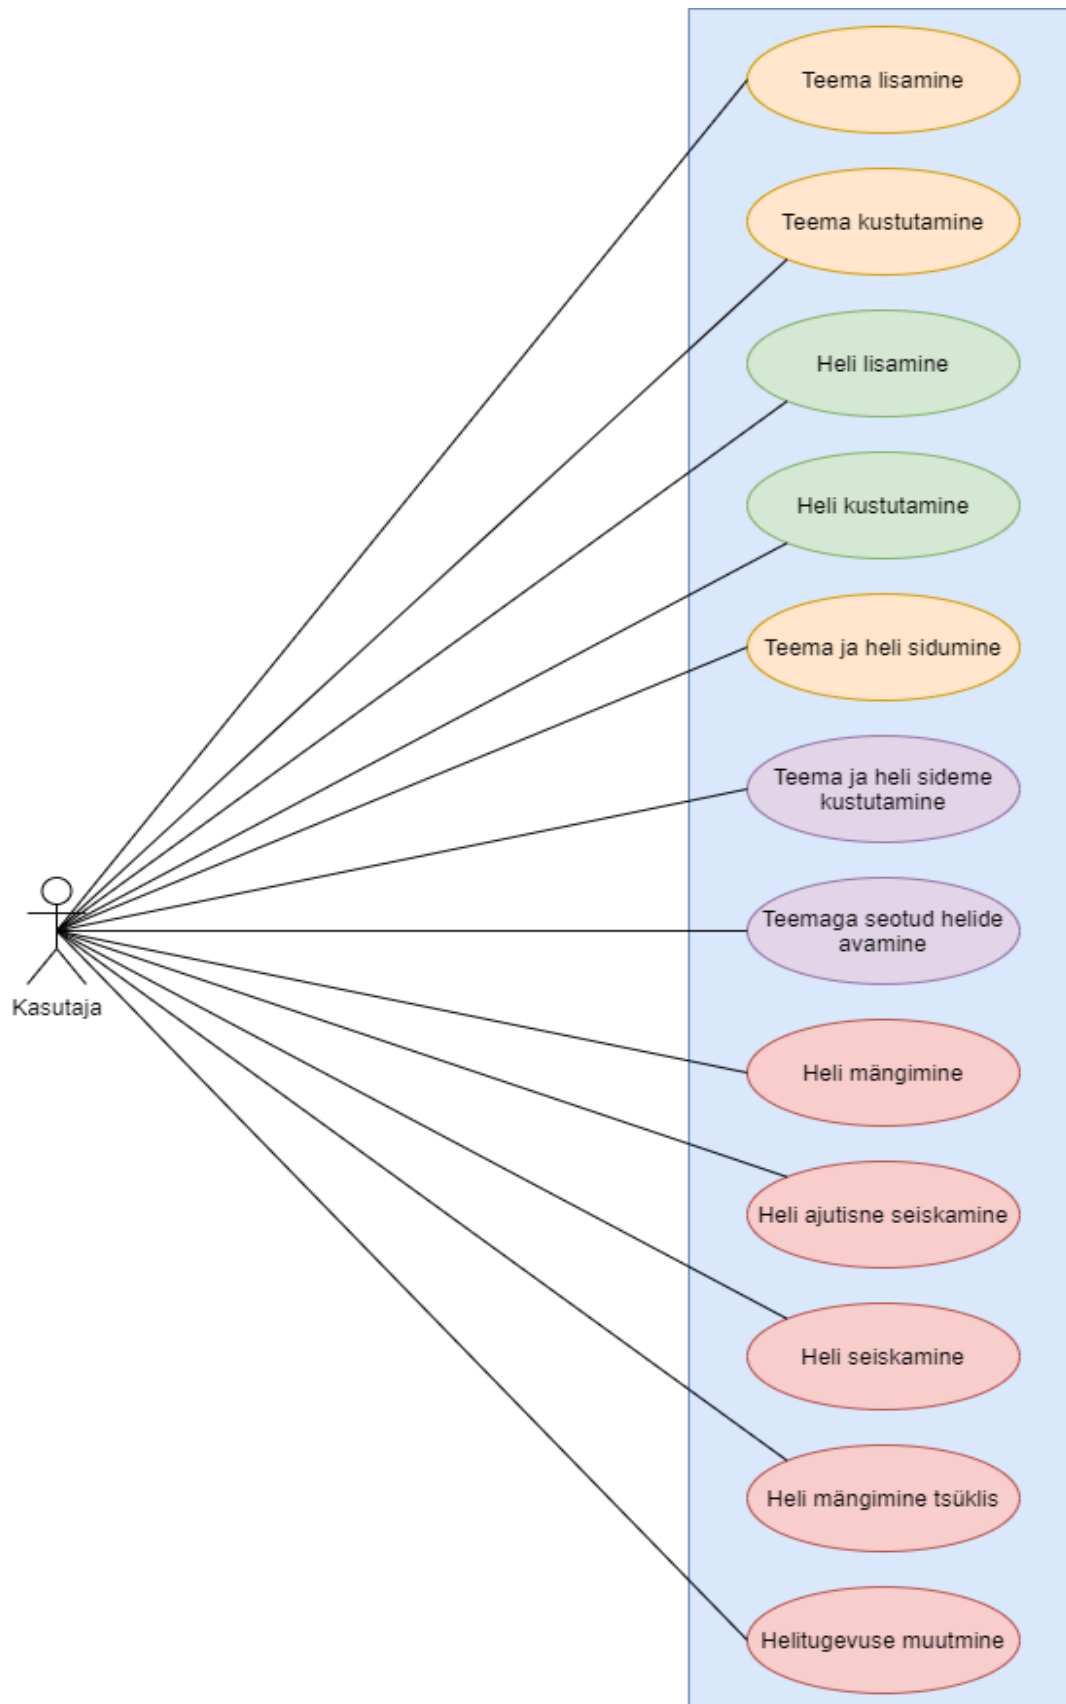 Teema lisamine
Teema kustutamine
Heli lisamine
Heli kustutamine
Teema ja heli sidumine
Teema ja heli sideme
kustutamine
Teemaga seotud helide
avamine
Kasutaja
Heli mängimine
Heli ajutisne seiskamine
Heli seiskamine
Heli mängimine tsüklis
Helitugevuse muutmine